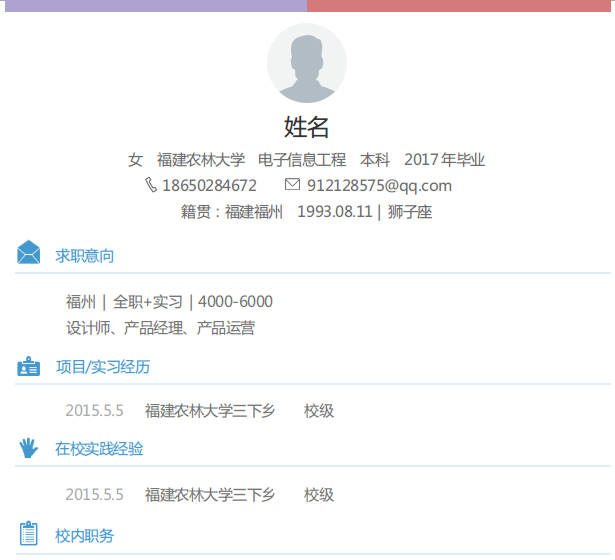 姓名
女 福建农林大学 电子信息工程 本科 2017年毕业
18650284672 912128575@qq.com
籍贯：福建福州 1993.08.11 | 狮子座
求职意向
福州 | 全职+实习 | 4000-6000
设计师、产品经理、产品运营
项目/实习经历
2015.5.5 福建农林大学三下乡 校级
在校实践经验
2015.5.5 福建农林大学三下乡 校级
校内职务